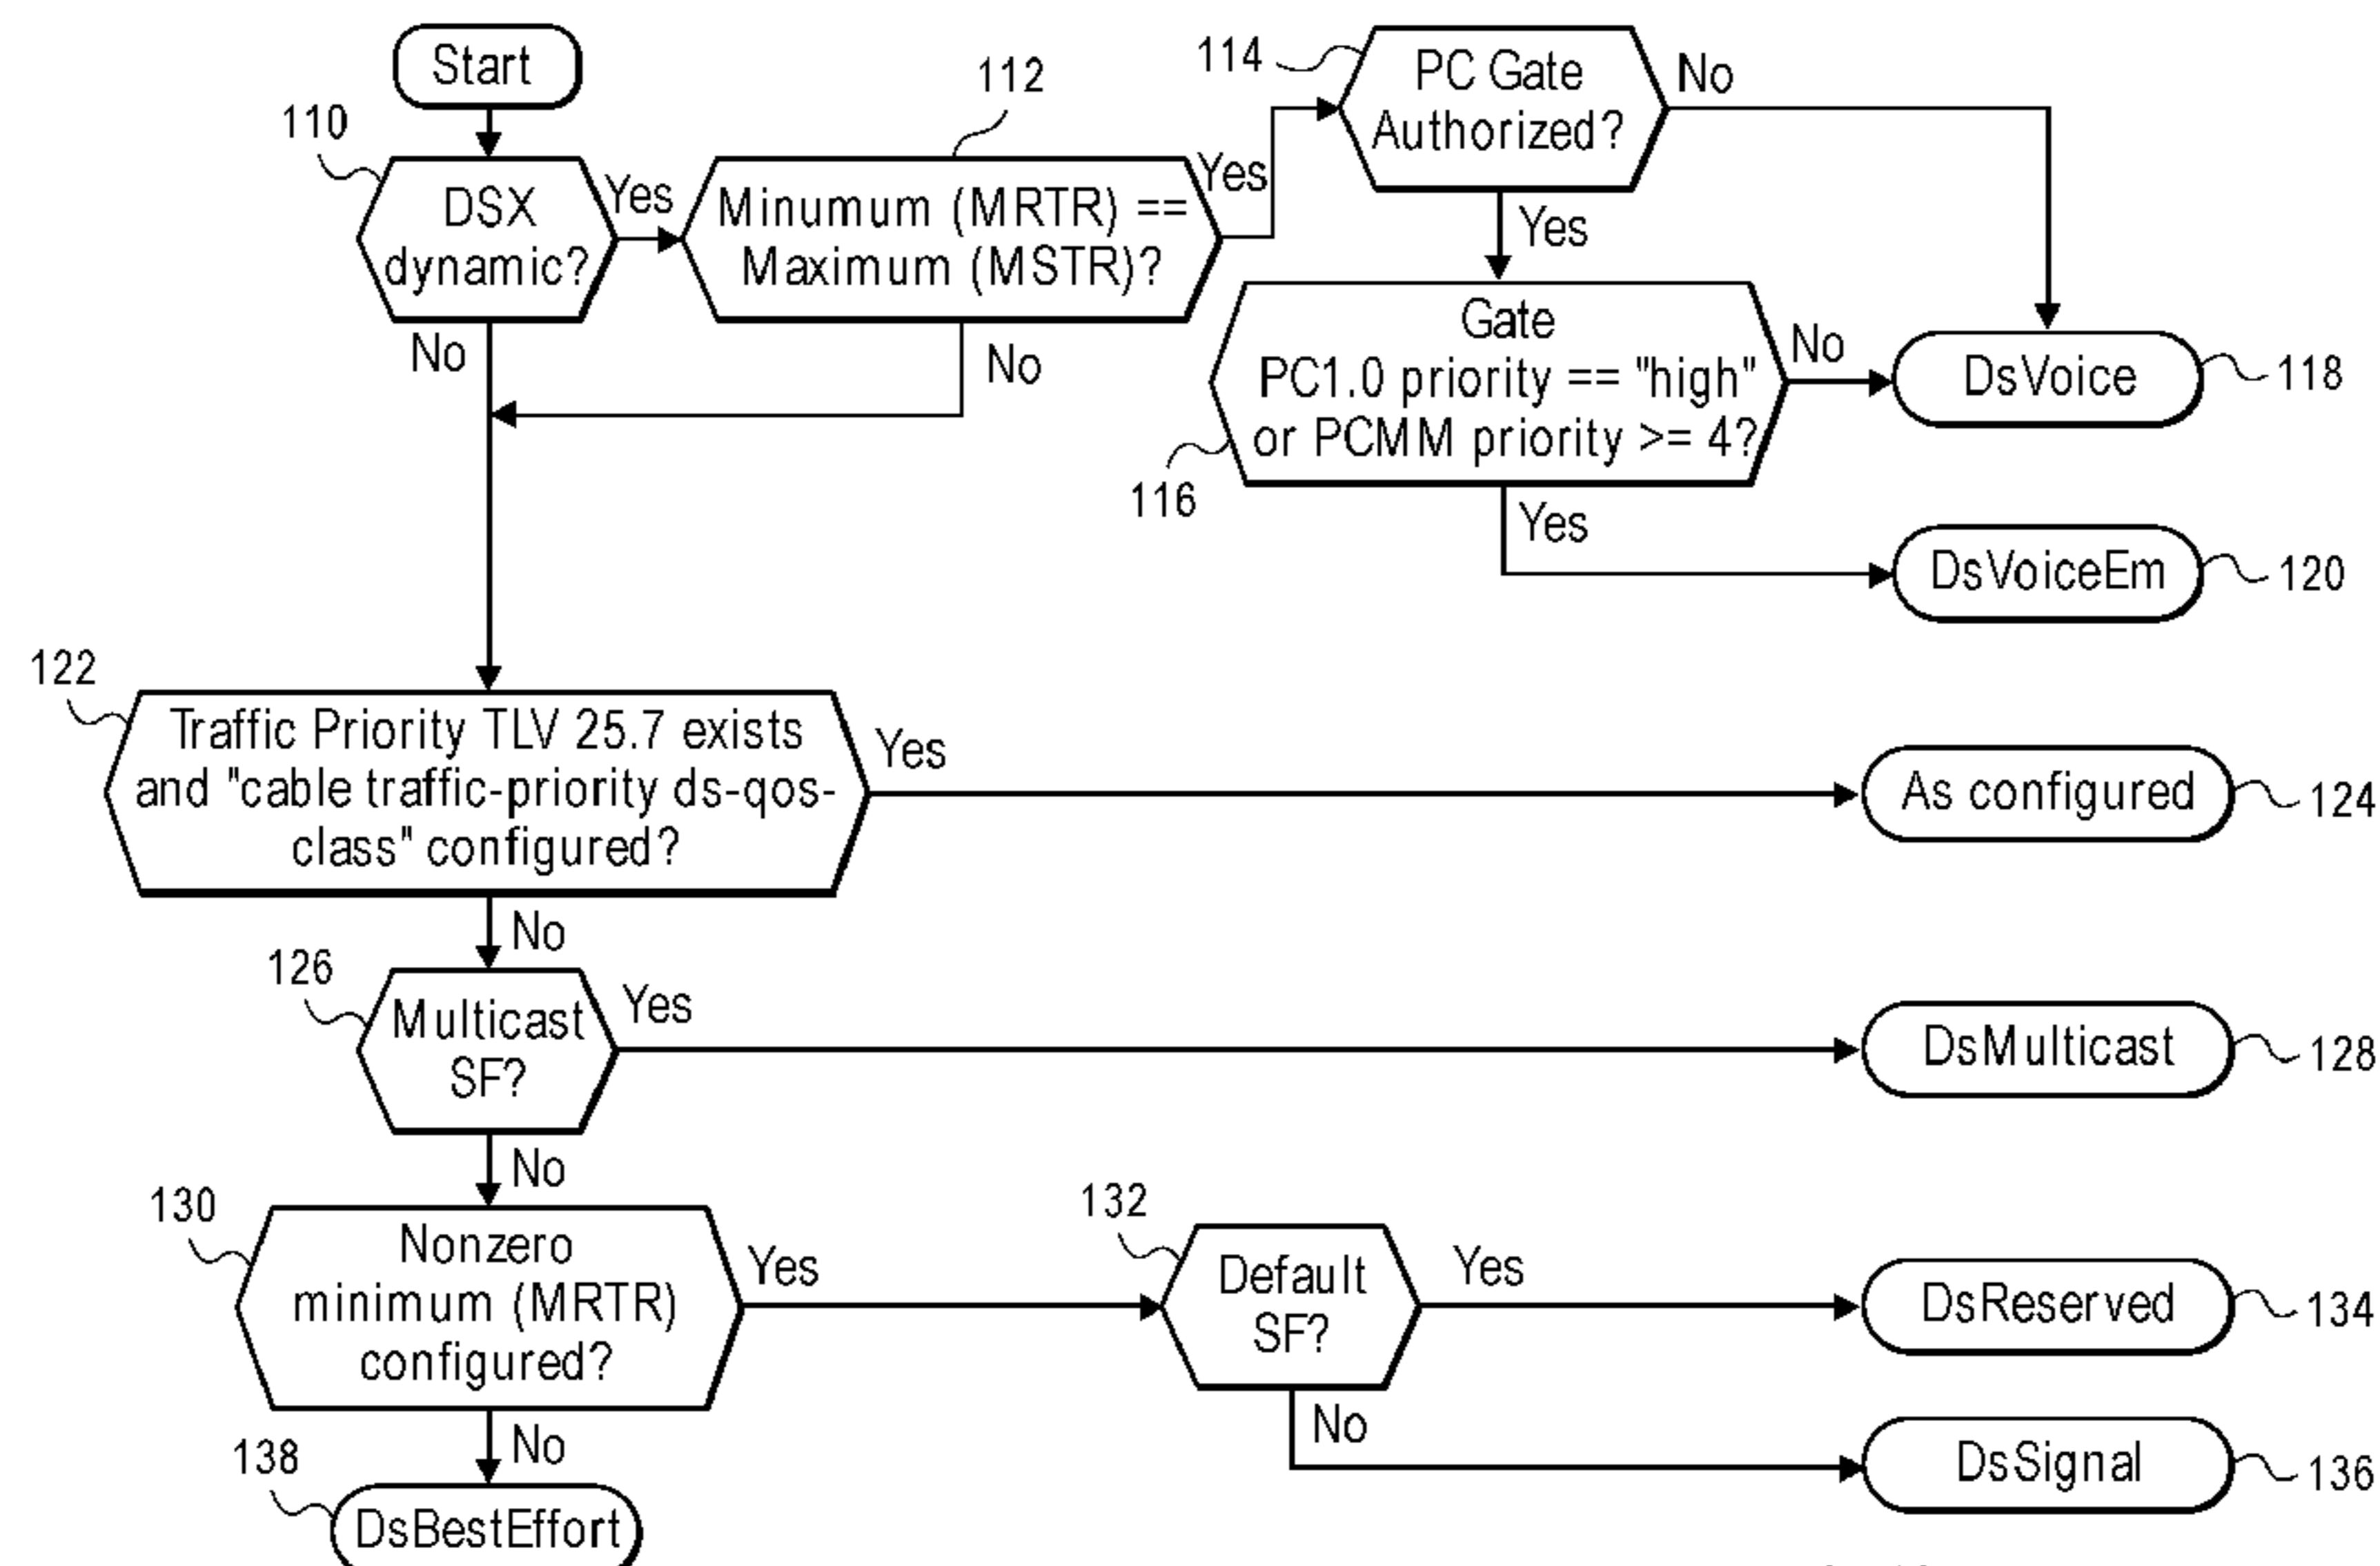 Start
110
DSX
dynamic?
Yes
No
112
Minumum (MRTR) ==
Maximum (MSTR)?
Yes
No
114
PC Gate
Authorized?
No
Yes
Gate
PC1.0 priority == "high"
or PCMM priority >= 4?
116
No
Yes
DsVoice
118
DsVoiceEm
120
122
Traffic Priority TLV 25.7 exists
and "cable traffic-priority ds-qos-
class" configured?
Yes
No
As configured
124
126
Multicast
SF?
Yes
No
DsMulticast
128
130
Nonzero
minimum (MRTR)
configured?
Yes
No
132
Default
SF?
Yes
No
DsReserved
134
DsSignal
136
138
DsBestEffort